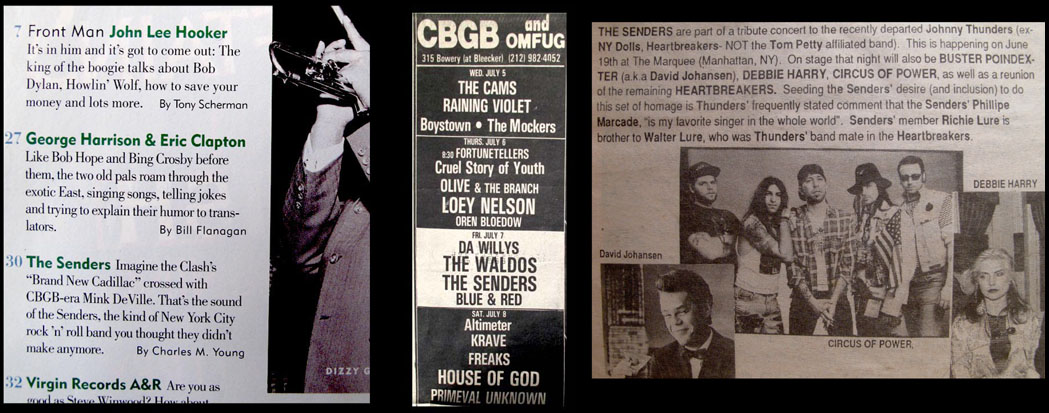 7 Front Man John Lee Hooker
It's in him and it's got to come out: The
king of the boogie talks about Bob
Dylan, Howlin' Wolf, how to save your
money and lots more. By Tony Scherman
27 George Harrison & Eric Clapton
Like Bob Hope and Bing Crosby before
them, the two old pals roam through the
exotic East, singing songs, telling jokes
and trying to explain their humor to trans-
lators. By Bill Flanagan
30 The Senders Imagine the Clash's
"Brand New Cadillac" crossed with
CBGB-era Mink DeVille. That's the sound
of the Senders, the kind of New York City
rock 'n' roll band you thought they didn't
make anymore. By Charles M. Young
32 Virgin Records A&R Are you as
good as Steve Winwood? How about
DIZZY G
CBGB and
OMFUG
315 Bowery (at Bleecker) (212) 982-4052
WED. JULY 5
THE CAMS
RAINING VIOLET
Boystown • The Mockers
THURS. JULY 6
8:30 FORTUNETELLERS
Cruel Story of Youth
OLIVE & THE BRANCH
LOEY NELSON
OREN BLOEDOW
FRI. JULY 7
DA WILLYS
THE WALDOS
THE SENDERS
BLUE & RED
SAT. JULY 8
Altimeter
KRAVE
FREAKS
HOUSE OF GOD
PRIMEVAL UNKNOWN
THE SENDERS are part of a tribute concert to the recently departed Johnny Thunders (ex-
NY Dolls, Heartbreakers- NOT the Tom Petty affiliated band). This is happening on June
19th at The Marquee (Manhattan, NY). On stage that night will also be BUSTER POINDEX-
TER (a.k.a David Johansen), DEBBIE HARRY, CIRCUS OF POWER, as well as a reunion
of the remaining HEARTBREAKERS. Seeding the Senders' desire (and inclusion) to do
this set of homage is Thunders' frequently stated comment that the Senders' Phillipe
Marcade, "is my favorite singer in the whole world". Senders' member Richie Lure is
brother to Walter Lure, who was Thunders' band mate in the Heartbreakers.
DEBBIE HARRY
David Johansen
CIRCUS OF POWER,